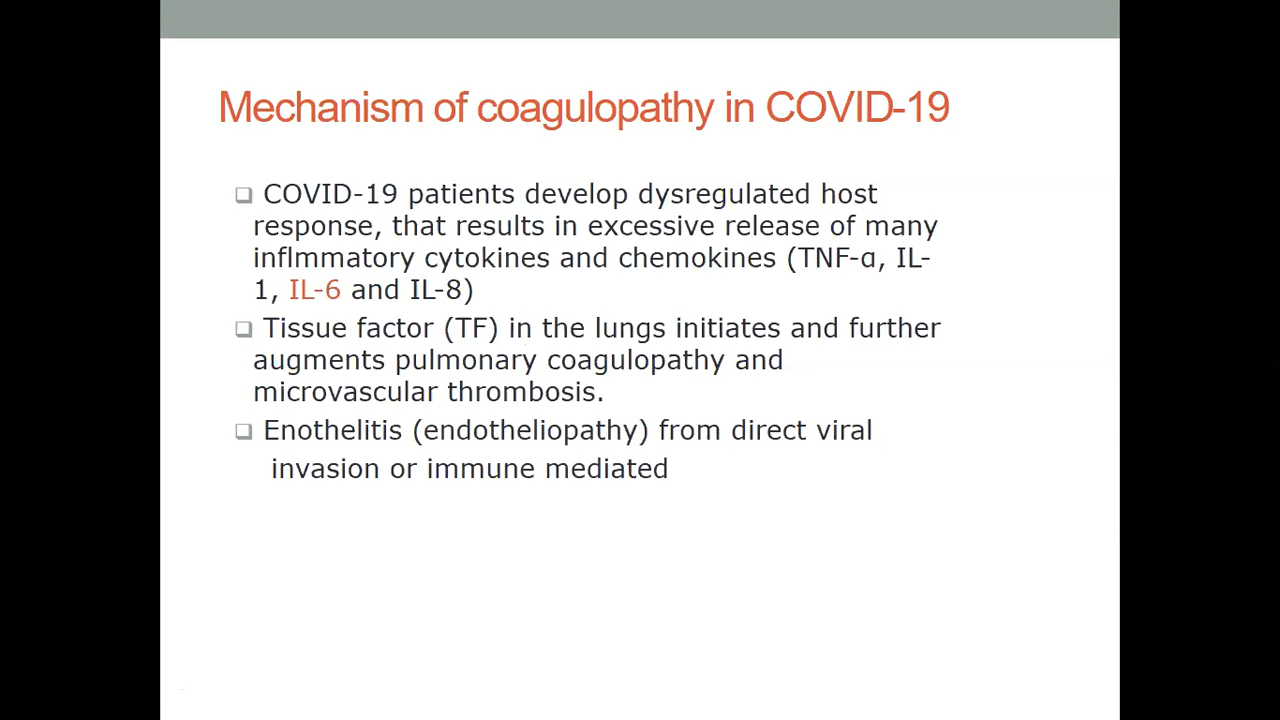 Mechanism of coagulopathy in COVID-19
❑ COVID-19 patients develop dysregulated host
response, that results in excessive release of many
inflmmatory cytokines and chemokines (TNF-α, IL-
1, IL-6 and IL-8)
❑ Tissue factor (TF) in the lungs initiates and further
augments pulmonary coagulopathy and
microvascular thrombosis.
❑ Enothelitis (endotheliopathy) from direct viral
invasion or immune mediated